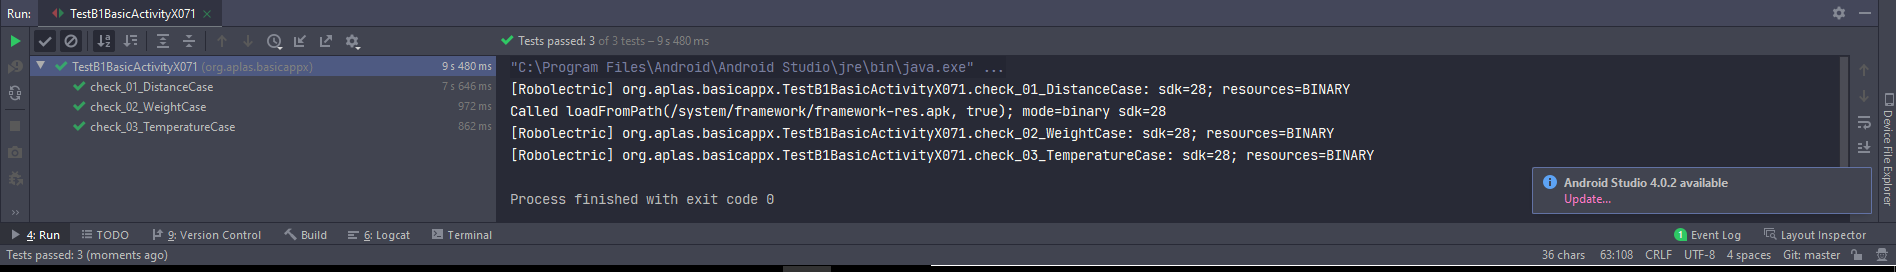 Run: TestB1BasicActivityX071
Tests passed: 3 of 3 tests – 9 s 480 ms
TestB1BasicActivityX071 (org.aplas.basicappx) 9 s 480 ms
check_01_DistanceCase 7 s 646 ms
check_02_WeightCase 972 ms
check_03_TemperatureCase 862 ms
"C:\Program Files\Android\Android Studio\jre\bin\java.exe" ...
[Robolectric] org.aplas.basicappx.TestB1BasicActivityX071.check_01_DistanceCase: sdk=28; resources=BINARY
Called loadFromPath(/system/framework/framework-res.apk, true); mode=binary sdk=28
[Robolectric] org.aplas.basicappx.TestB1BasicActivityX071.check_02_WeightCase: sdk=28; resources=BINARY
[Robolectric] org.aplas.basicappx.TestB1BasicActivityX071.check_03_TemperatureCase: sdk=28; resources=BINARY
Process finished with exit code 0
Android Studio 4.0.2 available
Update...
Device File Explorer
4: Run TODO 9: Version Control Build 6: Logcat Terminal 1 Event Log Layout Inspector
Tests passed: 3 (moments ago) 36 chars 63:108 CRLF UTF-8 4 spaces Git: master